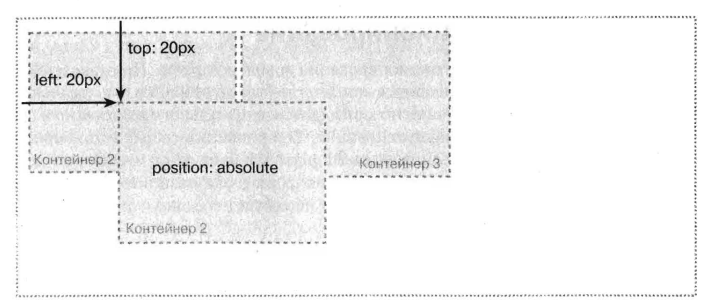 top: 20px
left: 20px
Контейнер 2
position: absolute
Контейнер 3
Контейнер 2